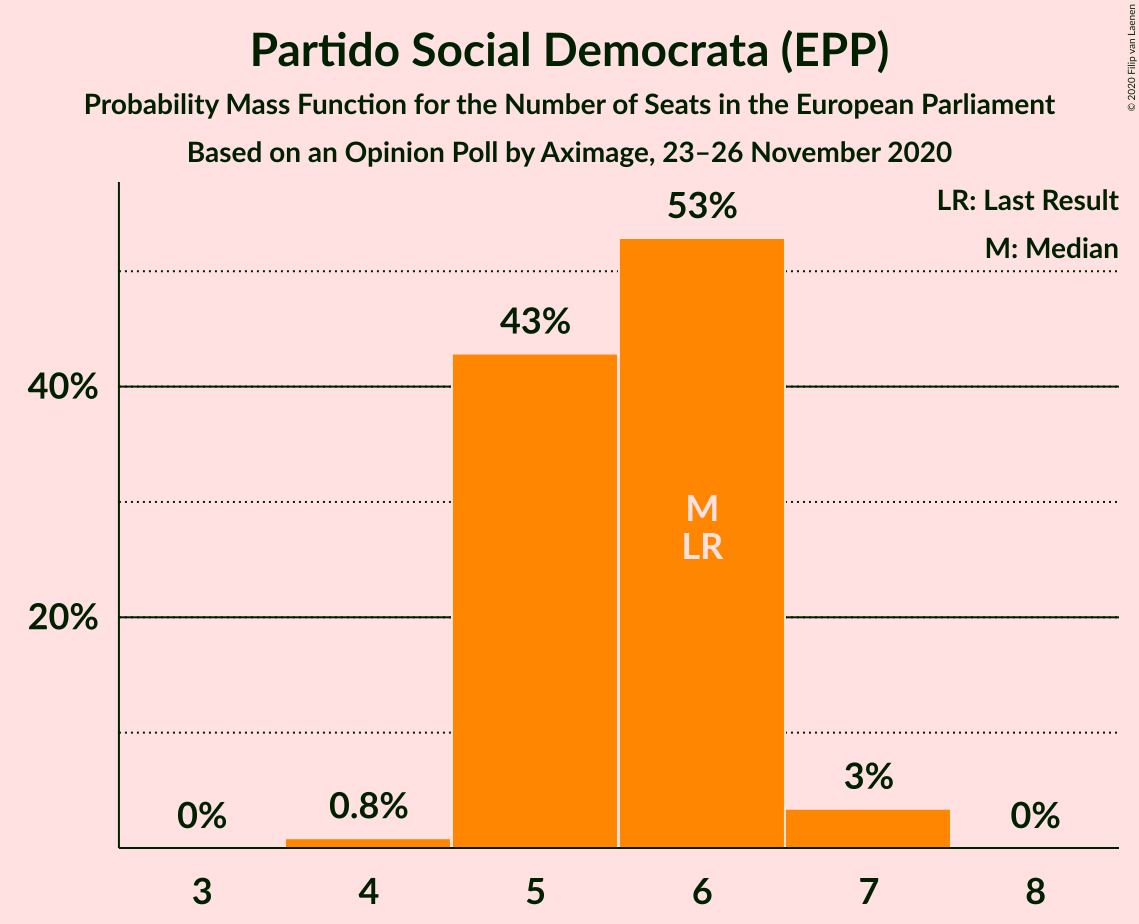 Partido Social Democrata (EPP)
Probability Mass Function for the Number of Seats in the European Parliament
Based on an Opinion Poll by Aximage, 23–26 November 2020
© 2020 Filip van Laenen
LR: Last Result
M: Median
53%
43%
40%
M
LR
20%
3%
0.8%
0%
0%
3 4 5 6 7 8